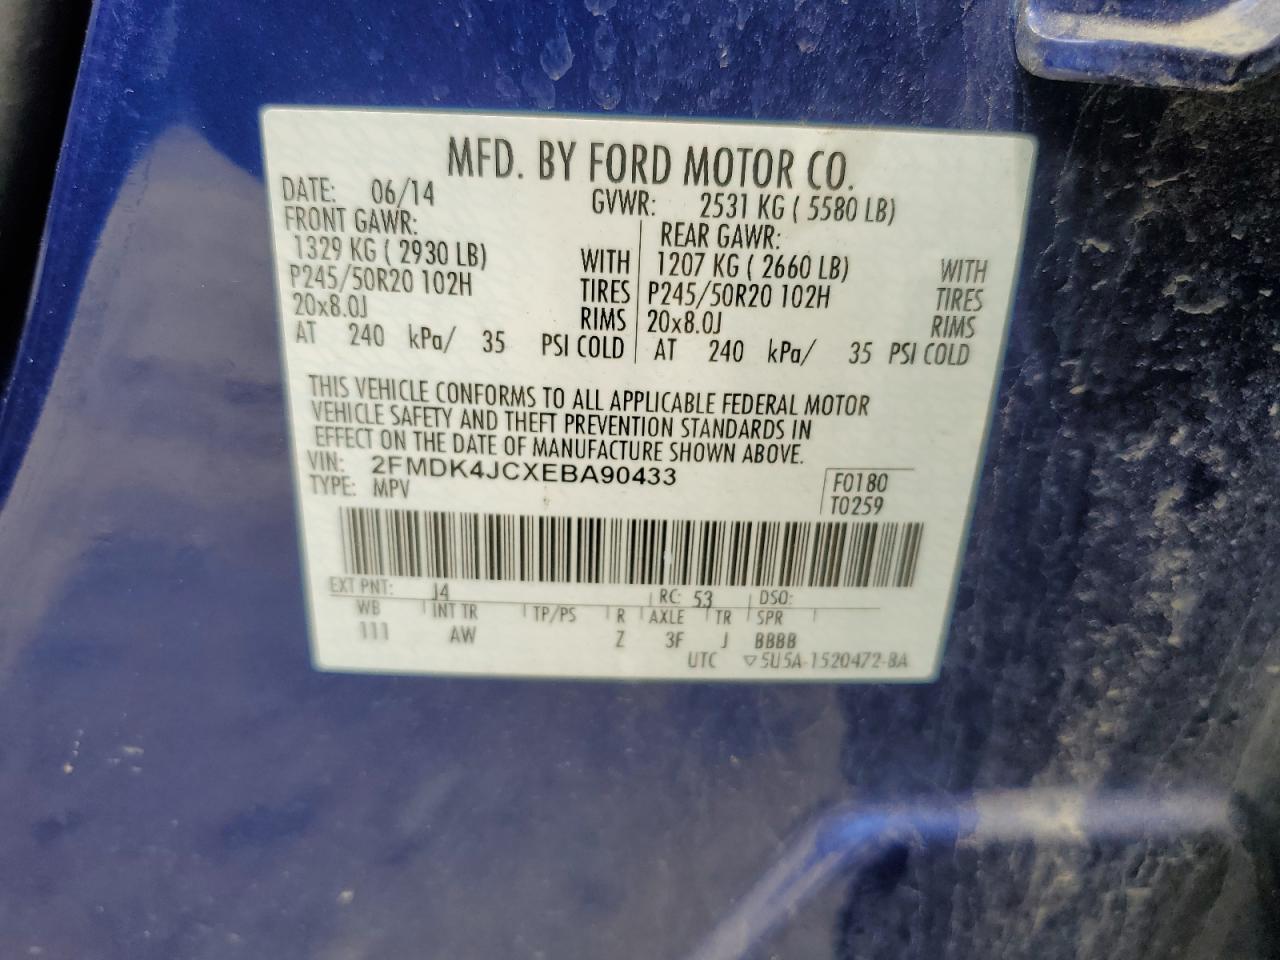 MFD. BY FORD MOTOR CO.
DATE: 06/14 GVWR: 2531 KG ( 5580 LB)
FRONT GAWR: REAR GAWR:
1329 KG ( 2930 LB) WITH 1207 KG ( 2660 LB) WITH
P245/50R20 102H TIRES P245/50R20 102H TIRES
20x8.0J RIMS 20x8.0J RIMS
AT 240 kPa/ 35 PSI COLD AT 240 kPa/ 35 PSI COLD
THIS VEHICLE CONFORMS TO ALL APPLICABLE FEDERAL MOTOR
VEHICLE SAFETY AND THEFT PREVENTION STANDARDS IN
EFFECT ON THE DATE OF MANUFACTURE SHOWN ABOVE.
VIN: 2FMDK4JCXEBA90433 F0180
TYPE: MPV T0259
EXT PNT: J4 RC: 53 DSO:
WB INT TR TP/PS R AXLE TR SPR
111 AW Z 3F J BBBB
UTC ▽5U5A-1520472-BA